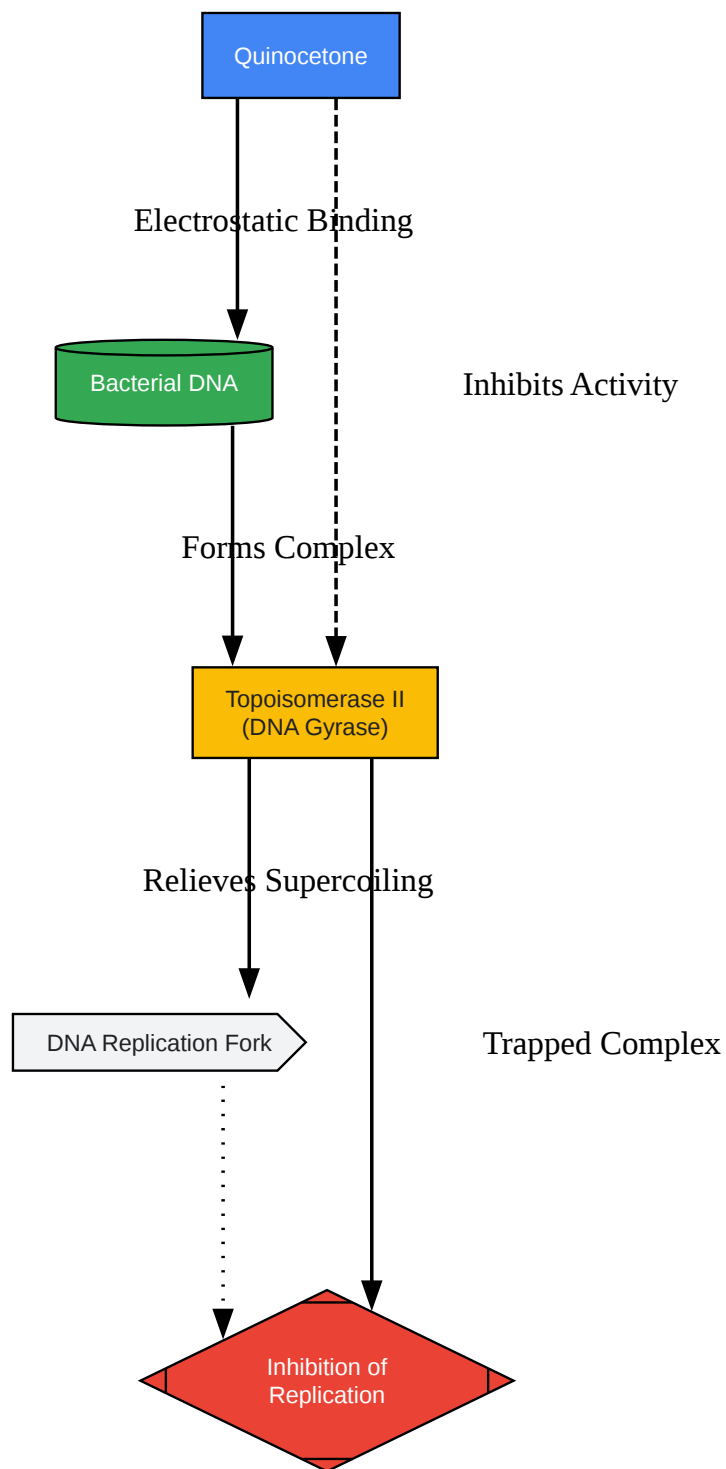 Quinocetone
Electrostatic Binding
Bacterial DNA
Inhibits Activity
Forms Complex
Topoisomerase II
(DNA Gyrase)
Relieves Supercoiling
DNA Replication Fork
Trapped Complex
Inhibition of
Replication